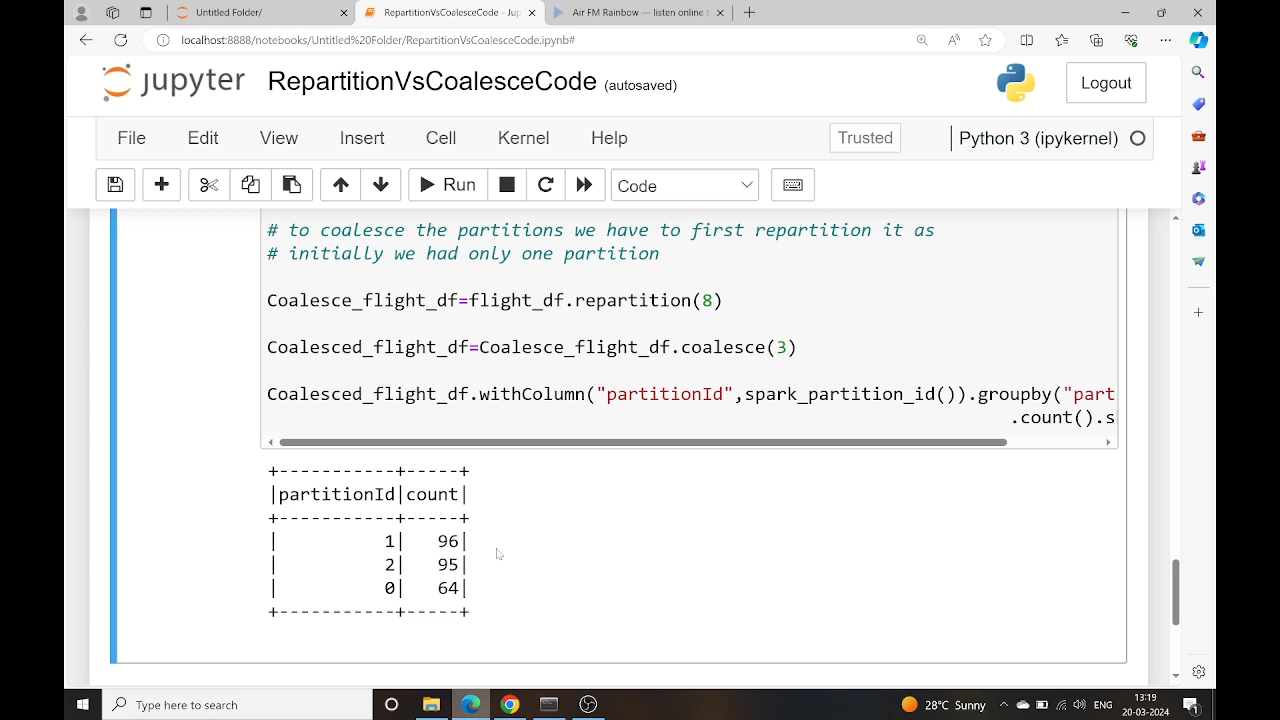 Untitled Folder/
RepartitionVsCoalesceCode - Jup
Air FM Rainbow — listen online f
localhost:8888/notebooks/Untitled%20Folder/RepartitionVsCoalesceCode.ipynb#
jupyter RepartitionVsCoalesceCode (autosaved)
Logout
File Edit View Insert Cell Kernel Help Trusted Python 3 (ipykernel)
Run Code
# to coalesce the partitions we have to first repartition it as
# initially we had only one partition
Coalesce_flight_df=flight_df.repartition(8)
Coalesced_flight_df=Coalesce_flight_df.coalesce(3)
Coalesced_flight_df.withColumn("partitionId",spark_partition_id()).groupby("part
.count().s
+-----------+-----+
|partitionId|count|
+-----------+-----+
|          1|   96|
|          2|   95|
|          0|   64|
+-----------+-----+
Type here to search
28°C Sunny
ENG
13:19
20-03-2024
1